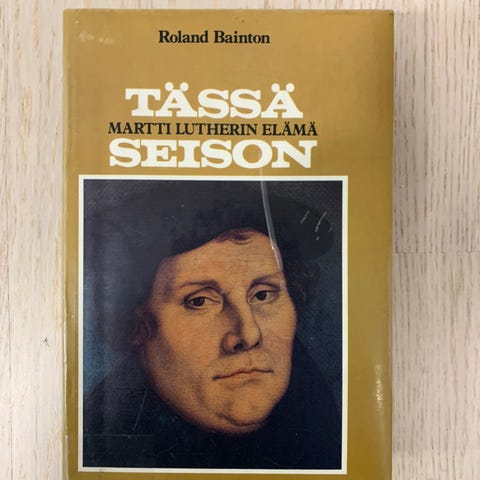 Roland Bainton
TÄSSÄ
MARTTI LUTHERIN ELÄMÄ
SEISON